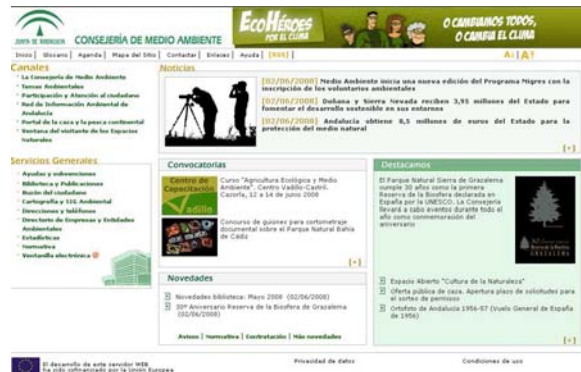 JUNTA DE ANDALUCIA
CONSEJERÍA DE MEDIO AMBIENTE
EcoHéroes
POR EL CLIMA
O CAMBIAMOS TODOS,
O CAMBIA EL CLIMA
Inicio | Glosario | Agenda | Mapa del Sitio | Contactar | Enlaces | Ayuda | [RSS] |
A↓ | A↑
Canales
La Consejería de Medio Ambiente
Temas Ambientales
Participación y Atención al ciudadano
Red de Información Ambiental de
Andalucía
Portal de la caza y la pesca continental
Ventana del visitante de los Espacios
Naturales
Servicios Generales
Ayudas y subvenciones
Biblioteca y Publicaciones
Buzón del ciudadano
Cartografía y SIG Ambiental
Direcciones y teléfonos
Directorio de Empresas y Entidades
Ambientales
Estadísticas
Normativa
Ventanilla electrónica @
Noticias
[02/06/2008] Medio Ambiente inicia una nueva edición del Programa Migres con la
inscripción de los voluntarios ambientales
[02/06/2008] Doñana y Sierra Nevada reciben 3,95 millones del Estado para
fomentar el desarrollo sostenible en sus entornos
[02/06/2008] Andalucía obtiene 8,5 millones de euros del Estado para la
protección del medio natural
[+]
Convocatorias
Centro de
Capacitación
Vadillo
Curso "Agricultura Ecológica y Medio
Ambiente". Centro Vadillo-Castril.
Cazorla, 12 a 14 de junio 2008
Concurso de guiones para cortometraje
documental sobre el Parque Natural Bahía
de Cádiz
[+]
Novedades
Novedades biblioteca: Mayo 2008 (02/06/2008)
30º Aniversario Reserva de la Biosfera de Grazalema
(02/06/2008)
Avisos | Normativa | Contratación | Más novedades
Destacamos
El Parque Natural Sierra de Grazalema
cumple 30 años como la primera
Reserva de la Biosfera declarada en
España por la UNESCO. La Consejería
llevará a cabo eventos durante todo el
año como conmemoración del
aniversario
GRAZALEMA
Espacio Abierto "Cultura de la Naturaleza"
Oferta pública de caza. Apertura plazo de solicitudes para
el sorteo de permisos
Ortofoto de Andalucía 1956-57 (Vuelo General de España
de 1956)
[+]
El desarrollo de este servidor WEB
ha sido cofinanciado por la Unión Europea
Privacidad de datos
Condiciones de uso